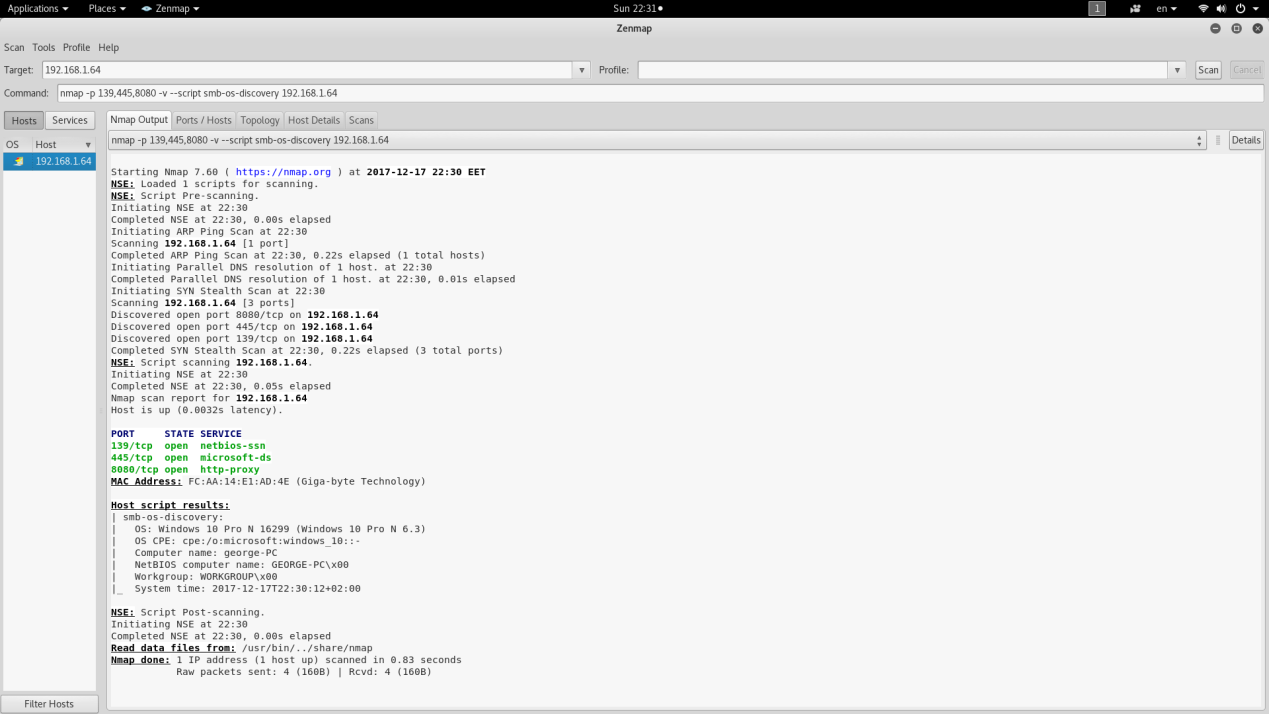 Applications Places Zenmap Sun 22:31 1 en
Zenmap
Scan Tools Profile Help
Target: 192.168.1.64 Profile: Scan Cancel
Command: nmap -p 139,445,8080 -v --script smb-os-discovery 192.168.1.64
Hosts Services Nmap Output Ports / Hosts Topology Host Details Scans
OS Host
nmap -p 139,445,8080 -v --script smb-os-discovery 192.168.1.64 Details
192.168.1.64
Starting Nmap 7.60 ( https://nmap.org ) at 2017-12-17 22:30 EET
NSE: Loaded 1 scripts for scanning.
NSE: Script Pre-scanning.
Initiating NSE at 22:30
Completed NSE at 22:30, 0.00s elapsed
Initiating ARP Ping Scan at 22:30
Scanning 192.168.1.64 [1 port]
Completed ARP Ping Scan at 22:30, 0.22s elapsed (1 total hosts)
Initiating Parallel DNS resolution of 1 host. at 22:30
Completed Parallel DNS resolution of 1 host. at 22:30, 0.01s elapsed
Initiating SYN Stealth Scan at 22:30
Scanning 192.168.1.64 [3 ports]
Discovered open port 8080/tcp on 192.168.1.64
Discovered open port 445/tcp on 192.168.1.64
Discovered open port 139/tcp on 192.168.1.64
Completed SYN Stealth Scan at 22:30, 0.22s elapsed (3 total ports)
NSE: Script scanning 192.168.1.64.
Initiating NSE at 22:30
Completed NSE at 22:30, 0.05s elapsed
Nmap scan report for 192.168.1.64
Host is up (0.0032s latency).
PORT STATE SERVICE
139/tcp open netbios-ssn
445/tcp open microsoft-ds
8080/tcp open http-proxy
MAC Address: FC:AA:14:E1:AD:4E (Giga-byte Technology)
Host script results:
| smb-os-discovery:
| OS: Windows 10 Pro N 16299 (Windows 10 Pro N 6.3)
| OS CPE: cpe:/o:microsoft:windows_10::-
| Computer name: george-PC
| NetBIOS computer name: GEORGE-PC\x00
| Workgroup: WORKGROUP\x00
|_ System time: 2017-12-17T22:30:12+02:00
NSE: Script Post-scanning.
Initiating NSE at 22:30
Completed NSE at 22:30, 0.00s elapsed
Read data files from: /usr/bin/../share/nmap
Nmap done: 1 IP address (1 host up) scanned in 0.83 seconds
Raw packets sent: 4 (160B) | Rcvd: 4 (160B)
Filter Hosts